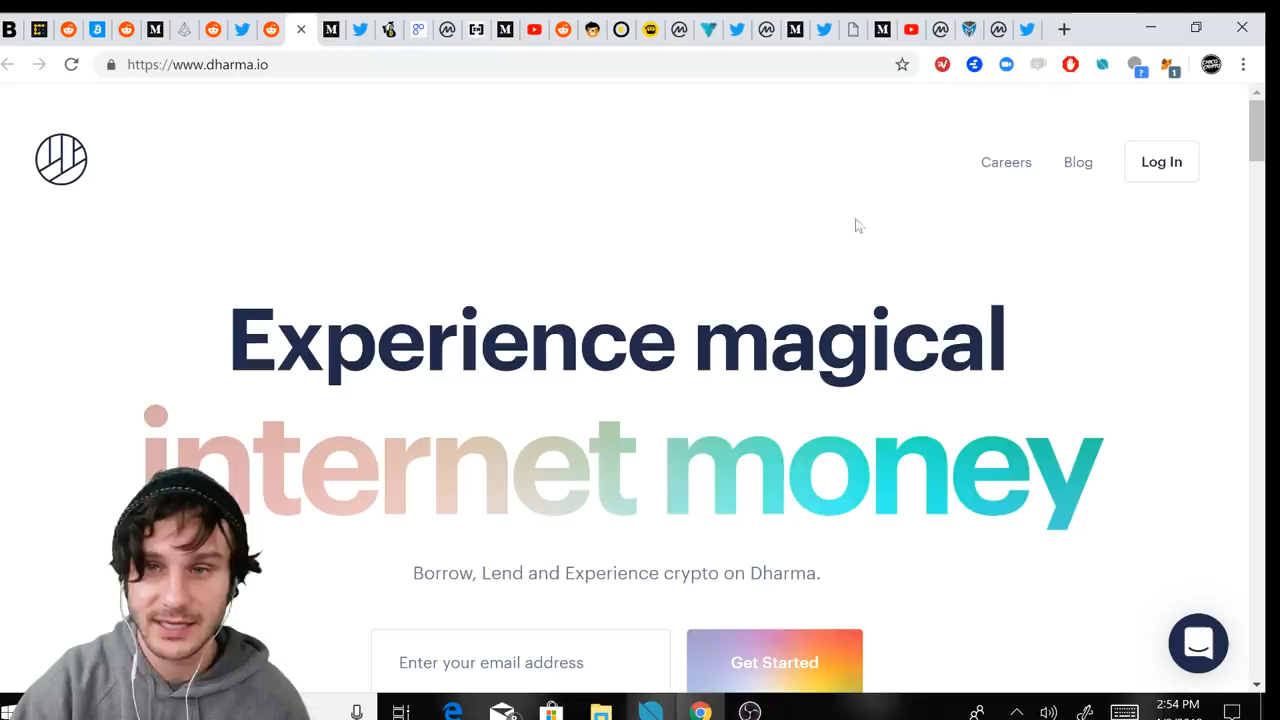 https://www.dharma.io
Careers
Blog
Log In
Experience magical
internet money
Borrow, Lend and Experience crypto on Dharma.
Enter your email address
Get Started
2:54 PM